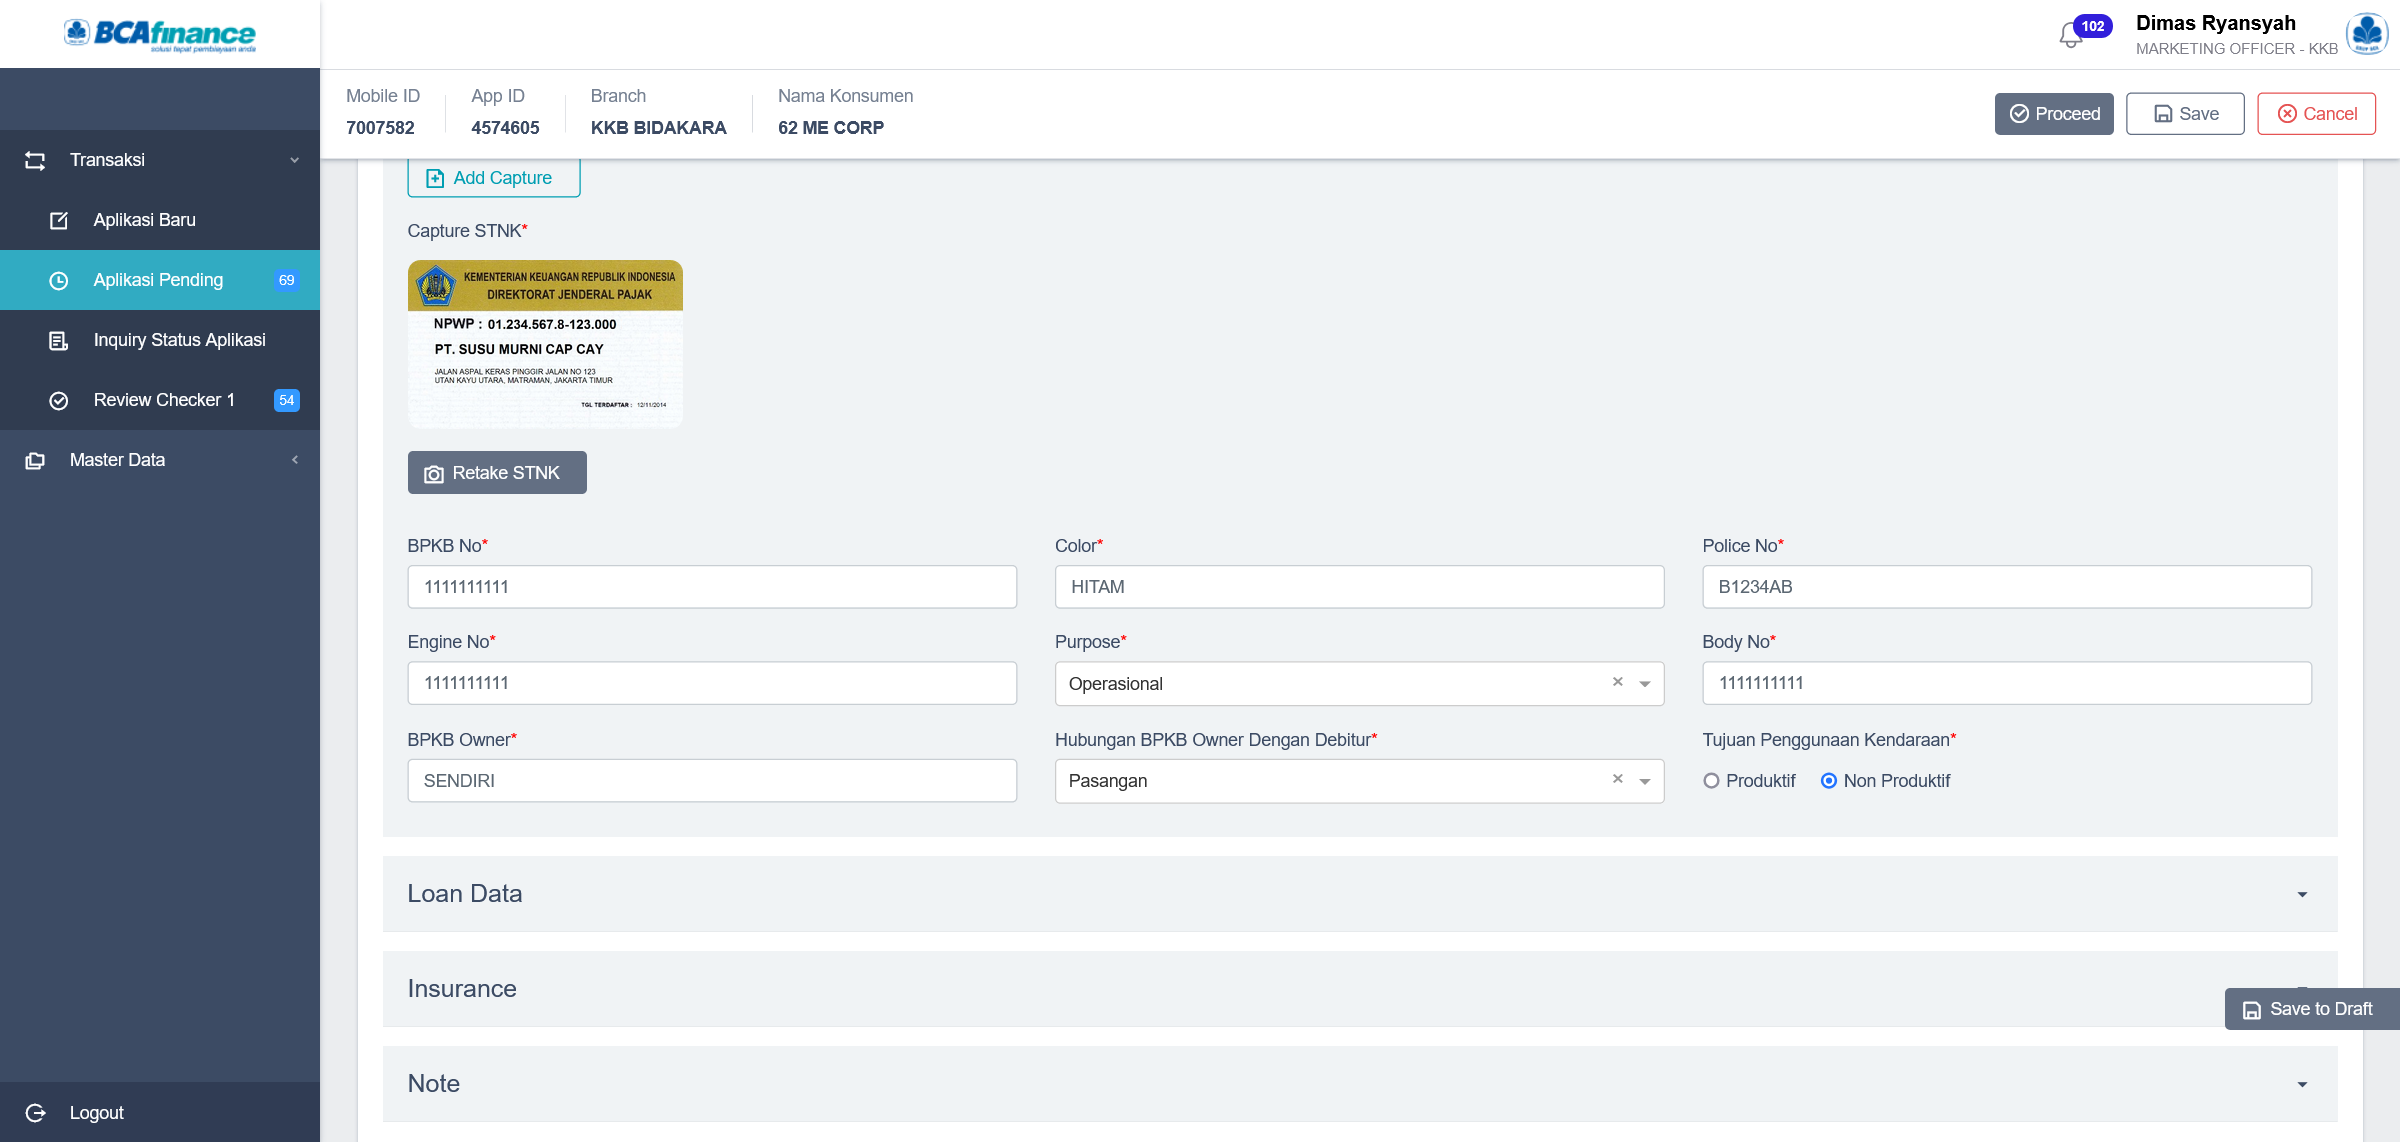 BCAfinance
solusi tepat pembiayaan anda
102
Dimas Ryansyah
MARKETING OFFICER - KKB
Mobile ID
7007582
App ID
4574605
Branch
KKB BIDAKARA
Nama Konsumen
62 ME CORP
Proceed
Save
Cancel
Transaksi
Aplikasi Baru
Aplikasi Pending
69
Inquiry Status Aplikasi
Review Checker 1
54
Master Data
Logout
Add Capture
Capture STNK*
KEMENTERIAN KEUANGAN REPUBLIK INDONESIA
DIREKTORAT JENDERAL PAJAK
NPWP : 01.234.567.8-123.000
PT. SUSU MURNI CAP CAY
JALAN ASPAL KERAS PINGGIR JALAN NO 123
UTAN KAYU UTARA, MATRAMAN, JAKARTA TIMUR
TGL TERDAFTAR : 12/11/2014
Retake STNK
BPKB No*
1111111111
Color*
HITAM
Police No*
B1234AB
Engine No*
1111111111
Purpose*
Operasional
Body No*
1111111111
BPKB Owner*
SENDIRI
Hubungan BPKB Owner Dengan Debitur*
Pasangan
Tujuan Penggunaan Kendaraan*
Produktif
Non Produktif
Loan Data
Insurance
Save to Draft
Note